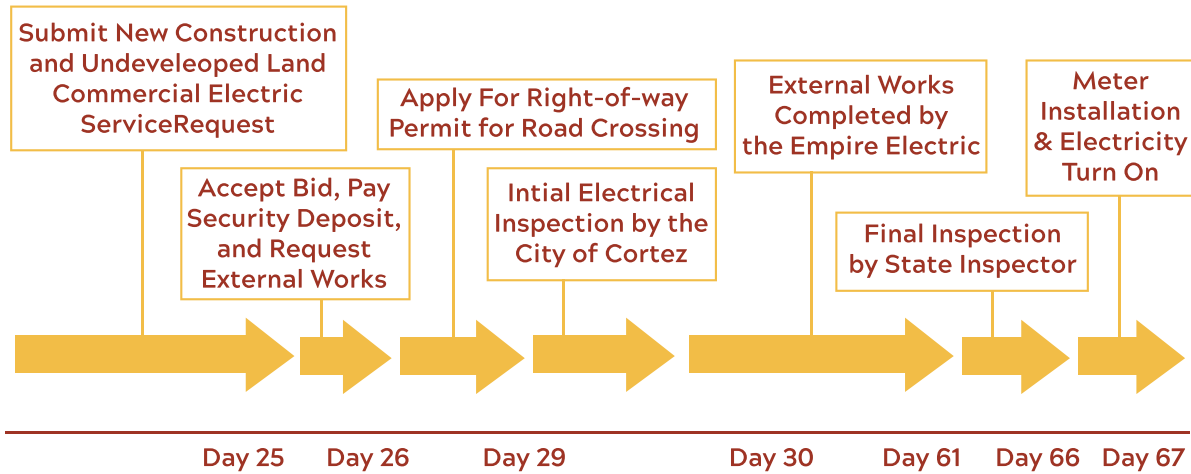 Submit New Construction
and Undeveleoped Land
Commercial Electric
ServiceRequest
Accept Bid, Pay
Security Deposit,
and Request
External Works
Apply For Right-of-way
Permit for Road Crossing
Intial Electrical
Inspection by the
City of Cortez
External Works
Completed by
the Empire Electric
Final Inspection
by State Inspector
Meter
Installation
& Electricity
Turn On
Day 25
Day 26
Day 29
Day 30
Day 61
Day 66
Day 67